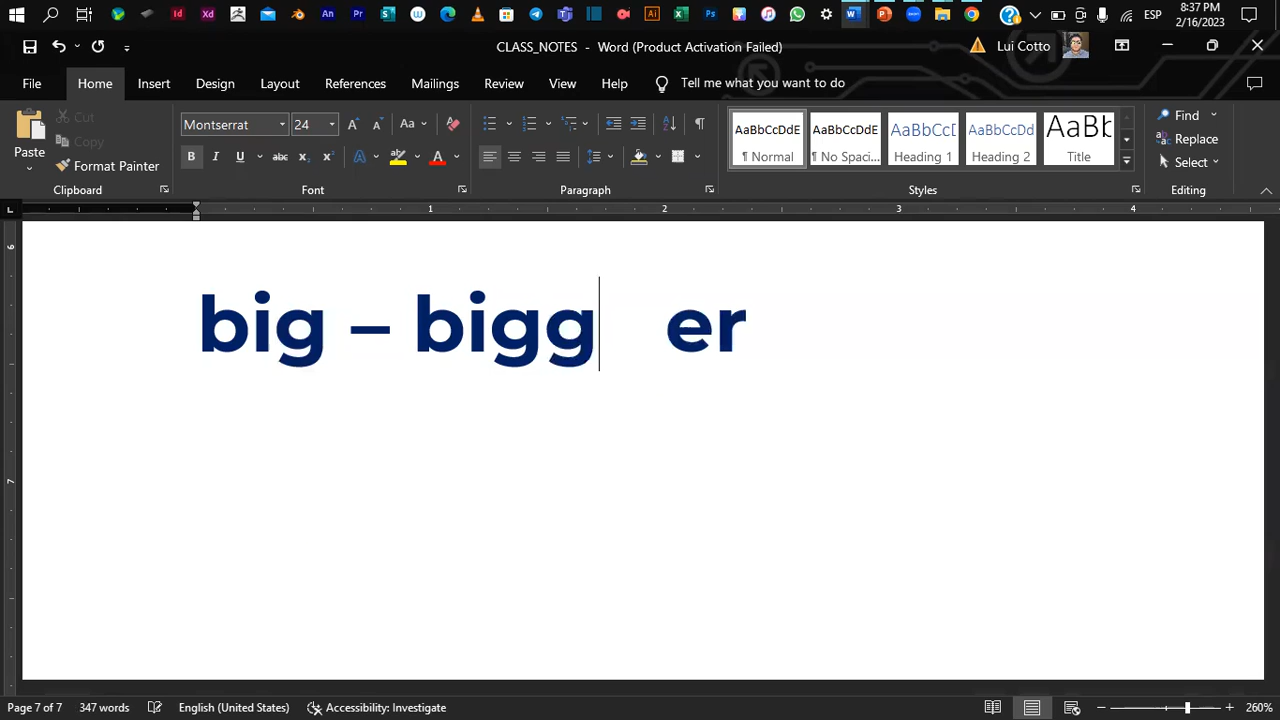 8:37 PM
ESP
2/16/2023
CLASS_NOTES - Word (Product Activation Failed)
Lui Cotto
File Home Insert Design Layout References Mailings Review View Help Tell me what you want to do
Paste
Cut
Copy
Format Painter
Clipboard
Montserrat 24
Font
Paragraph
AaBbCcDdE AaBbCcDdE AaBbCc[ AaBbCcDd AaBb
¶ Normal ¶ No Spaci... Heading 1 Heading 2 Title
Styles
Find
Replace
Select
Editing
1 2 3 4
6
7
big – bigg er
Page 7 of 7 347 words English (United States) Accessibility: Investigate 260%